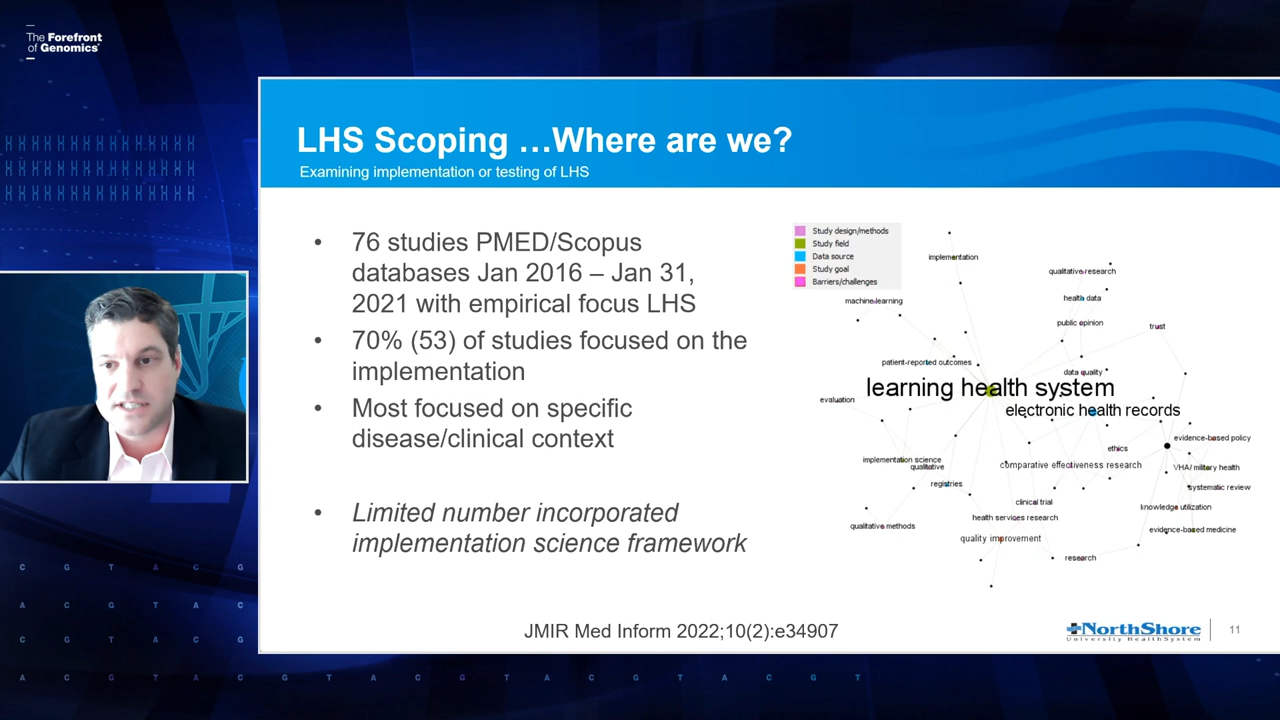 The Forefront
of Genomics®
LHS Scoping …Where are we?
Examining implementation or testing of LHS
• 76 studies PMED/Scopus
databases Jan 2016 – Jan 31,
2021 with empirical focus LHS
• 70% (53) of studies focused on the
implementation
• Most focused on specific
disease/clinical context
• Limited number incorporated
implementation science framework
Study design/methods
Study field
Data source
Study goal
Barriers/challenges
implementation
qualitative research
machine learning
health data
public opinion
trust
patient-reported outcomes
data quality
learning health system
evaluation
electronic health records
evidence-based policy
ethics
implementation science
qualitative
comparative effectiveness research
VHA/ military health
registries
systematic review
clinical trial
knowledge utilization
health services research
qualitative methods
evidence-based medicine
quality improvement
research
JMIR Med Inform 2022;10(2):e34907
NorthShore
University HealthSystem
11
C G T A C G
A C G T A C
C G T A C G
A C G T A C G T A C G T A C G T A C G T